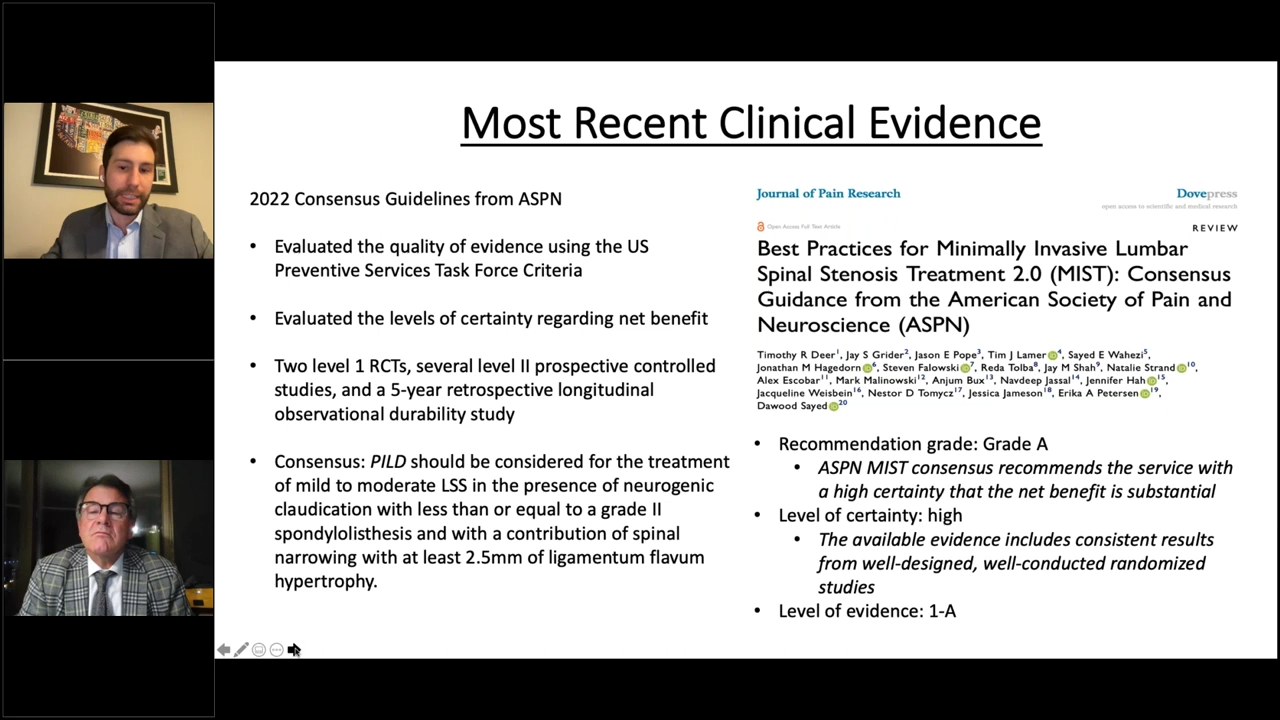 Most Recent Clinical Evidence
2022 Consensus Guidelines from ASPN
• Evaluated the quality of evidence using the US
Preventive Services Task Force Criteria
• Evaluated the levels of certainty regarding net benefit
• Two level 1 RCTs, several level II prospective controlled
studies, and a 5-year retrospective longitudinal
observational durability study
• Consensus: PILD should be considered for the treatment
of mild to moderate LSS in the presence of neurogenic
claudication with less than or equal to a grade II
spondylolisthesis and with a contribution of spinal
narrowing with at least 2.5mm of ligamentum flavum
hypertrophy.
Journal of Pain Research
Dovepress
open access to scientific and medical research
Open Access Full Text Article
REVIEW
Best Practices for Minimally Invasive Lumbar
Spinal Stenosis Treatment 2.0 (MIST): Consensus
Guidance from the American Society of Pain and
Neuroscience (ASPN)
Timothy R Deer1, Jay S Grider2, Jason E Pope3, Tim J Lamer4, Sayed E Wahezi5,
Jonathan M Hagedorn6, Steven Falowski7, Reda Tolba8, Jay M Shah9, Natalie Strand10,
Alex Escobar11, Mark Malinowski12, Anjum Bux13, Navdeep Jassal14, Jennifer Hah15,
Jacqueline Weisbein16, Nestor D Tomycz17, Jessica Jameson18, Erika A Petersen19,
Dawood Sayed20
• Recommendation grade: Grade A
• ASPN MIST consensus recommends the service with
a high certainty that the net benefit is substantial
• Level of certainty: high
• The available evidence includes consistent results
from well-designed, well-conducted randomized
studies
• Level of evidence: 1-A